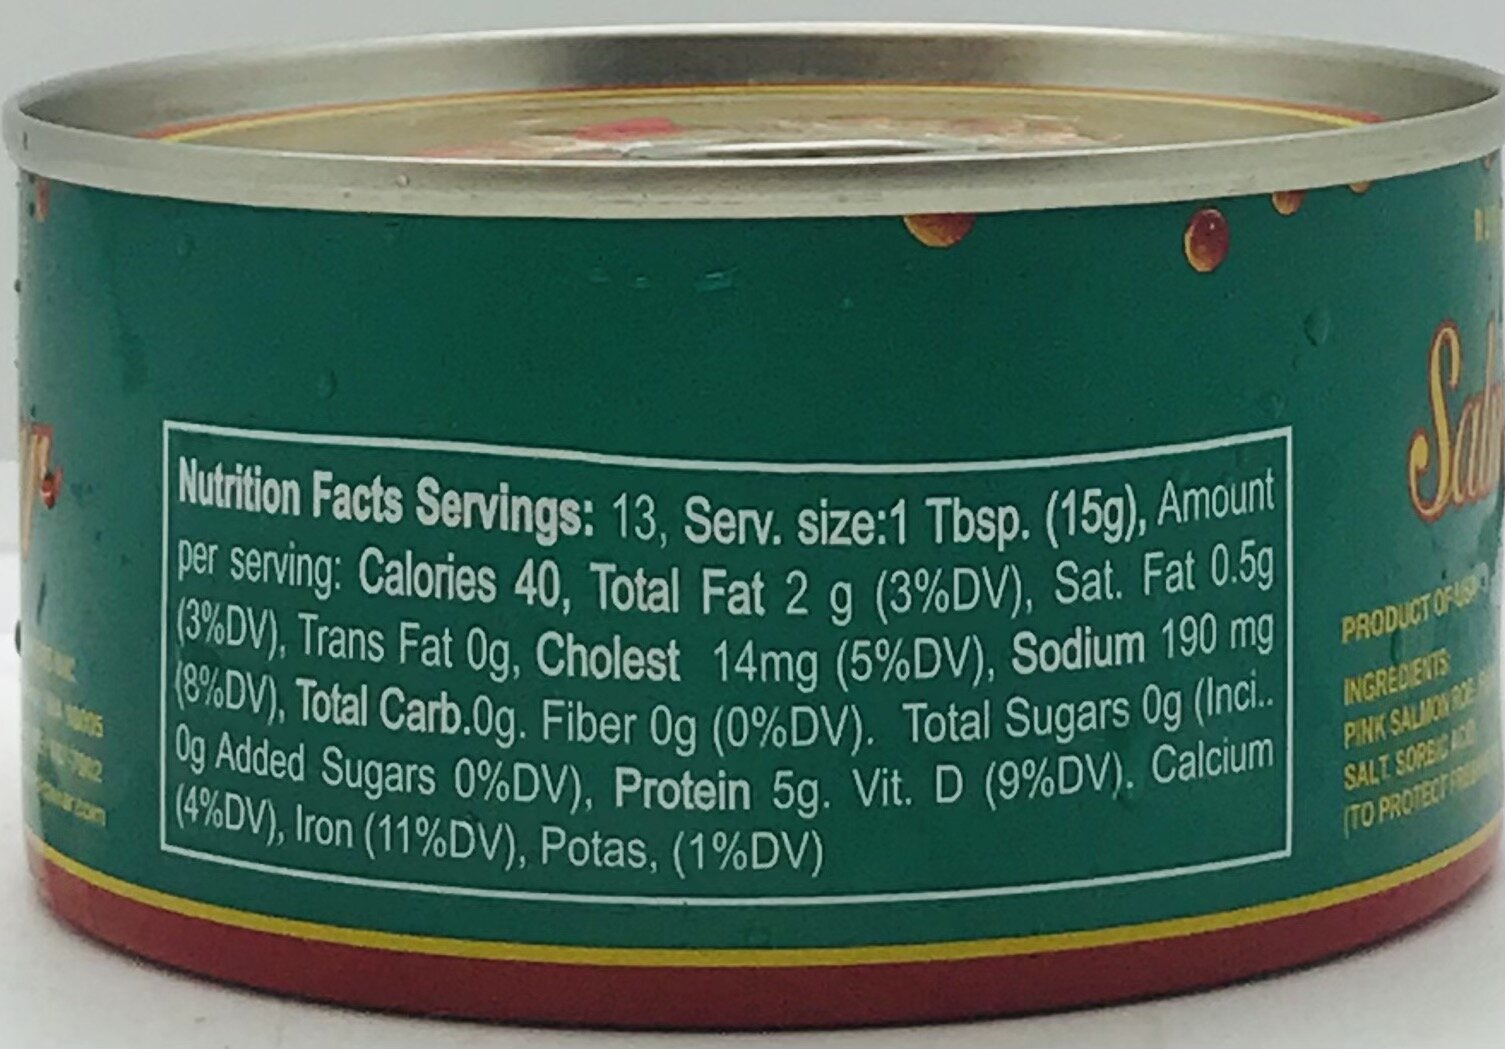 Nutrition Facts Servings: 13, Serv. size:1 Tbsp. (15g), Amount
per serving: Calories 40, Total Fat 2 g (3%DV), Sat. Fat 0.5g
(3%DV), Trans Fat 0g, Cholest 14mg (5%DV), Sodium 190 mg
(8%DV), Total Carb.0g. Fiber 0g (0%DV). Total Sugars 0g (Inci..
0g Added Sugars 0%DV), Protein 5g. Vit. D (9%DV). Calcium
(4%DV), Iron (11%DV), Potas, (1%DV)
PRODUCT OF
INGREDIENTS:
PINK SALMON ROE,
SALT, SORBIC ACID
(TO PROTECT